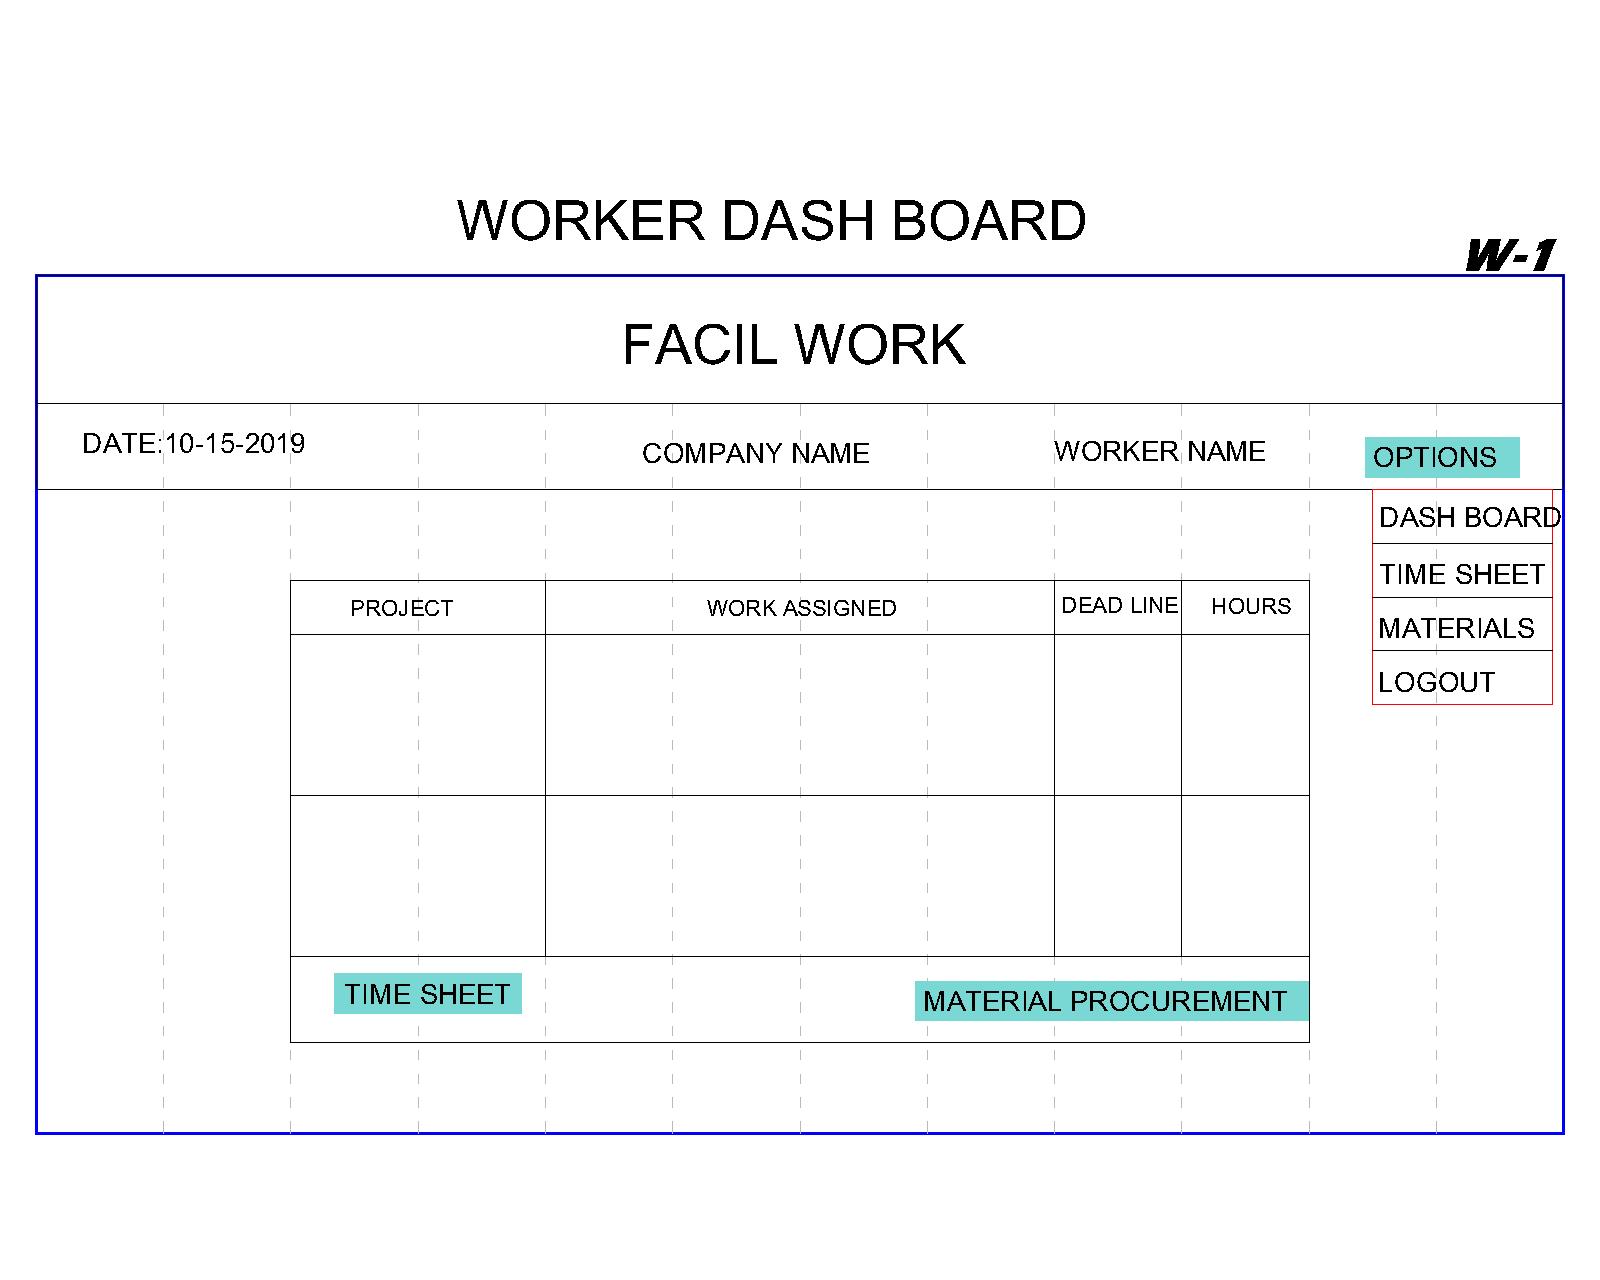 WORKER DASH BOARD
W-1
FACIL WORK
DATE:10-15-2019
COMPANY NAME
WORKER NAME
OPTIONS
DASH BOARD
TIME SHEET
MATERIALS
LOGOUT
PROJECT
WORK ASSIGNED
DEAD LINE
HOURS
TIME SHEET
MATERIAL PROCUREMENT